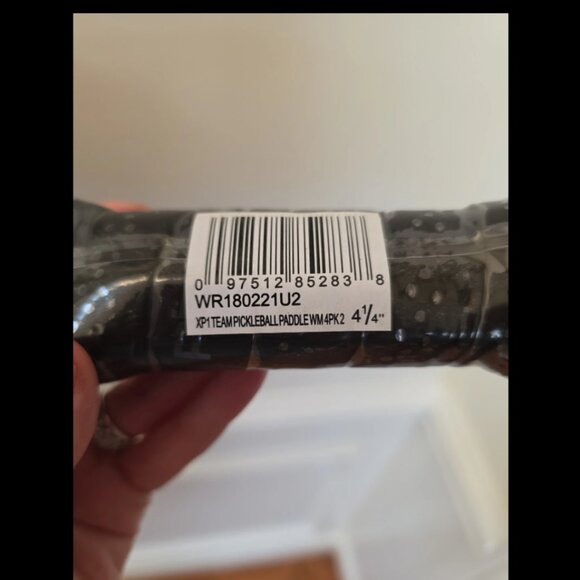 0 97512 85283 8
WR180221U2
XP1 TEAM PICKLEBALL PADDLE WM 4PK 2 4 1/4"